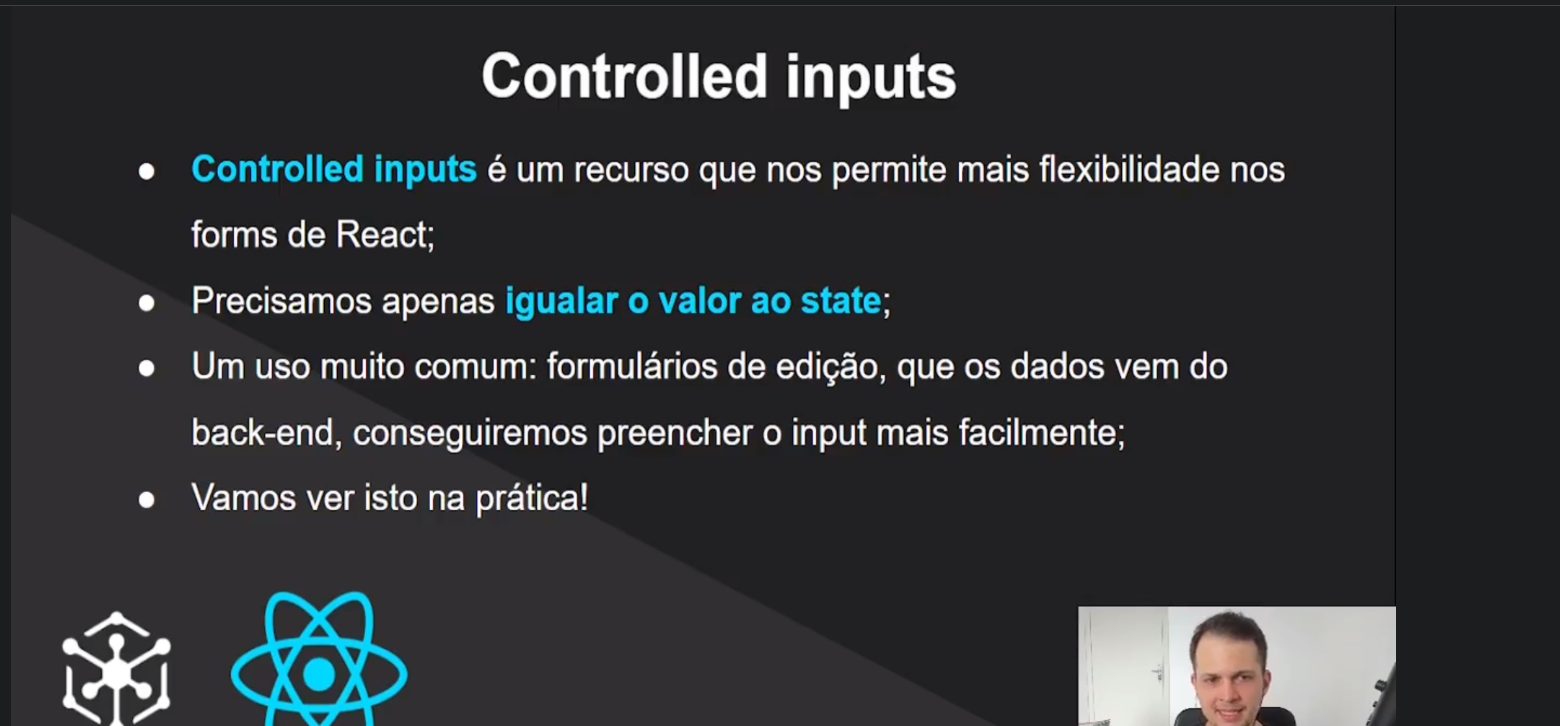 Controlled inputs
● Controlled inputs é um recurso que nos permite mais flexibilidade nos
forms de React;
● Precisamos apenas igualar o valor ao state;
● Um uso muito comum: formulários de edição, que os dados vem do
back-end, conseguiremos preencher o input mais facilmente;
● Vamos ver isto na prática!